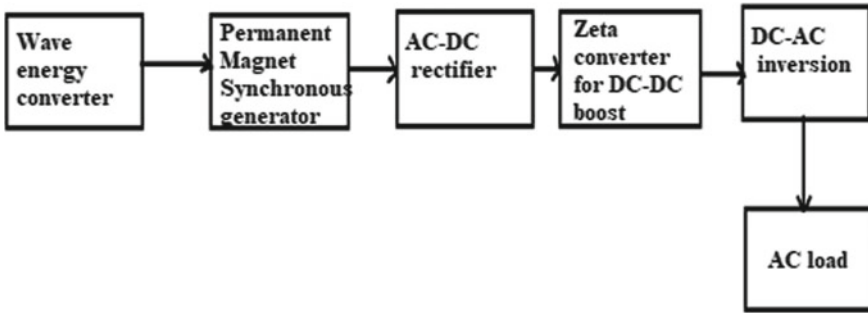 Wave
energy
converter
Permanent
Magnet
Synchronous
generator
AC-DC
rectifier
Zeta
converter
for DC-DC
boost
DC-AC
inversion
AC load